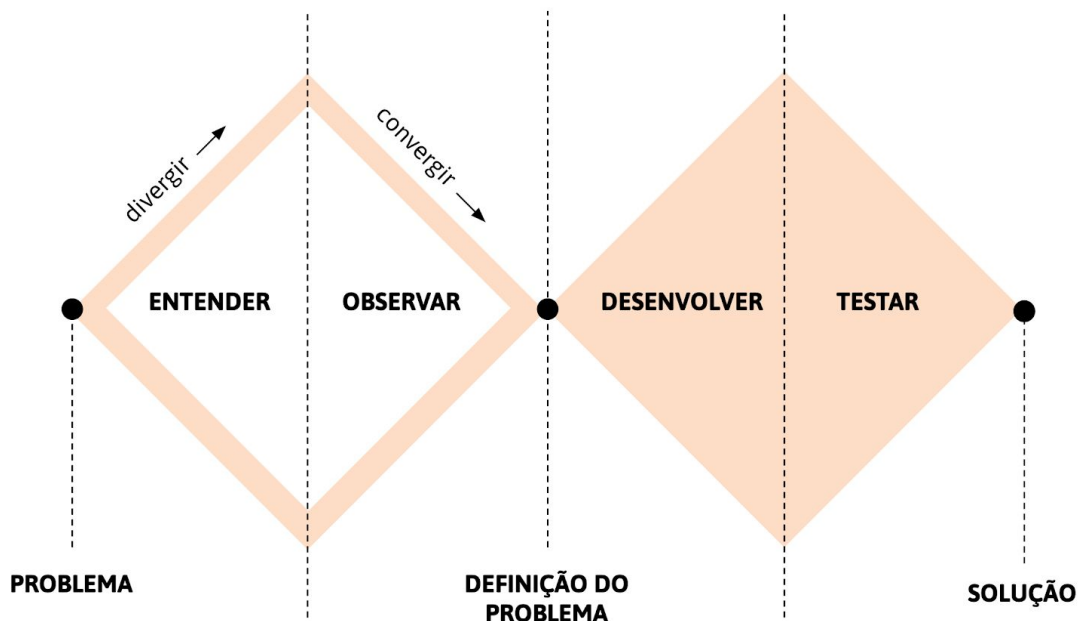 divergir
convergir
ENTENDER
OBSERVAR
DESENVOLVER
TESTAR
PROBLEMA
DEFINIÇÃO DO
PROBLEMA
SOLUÇÃO